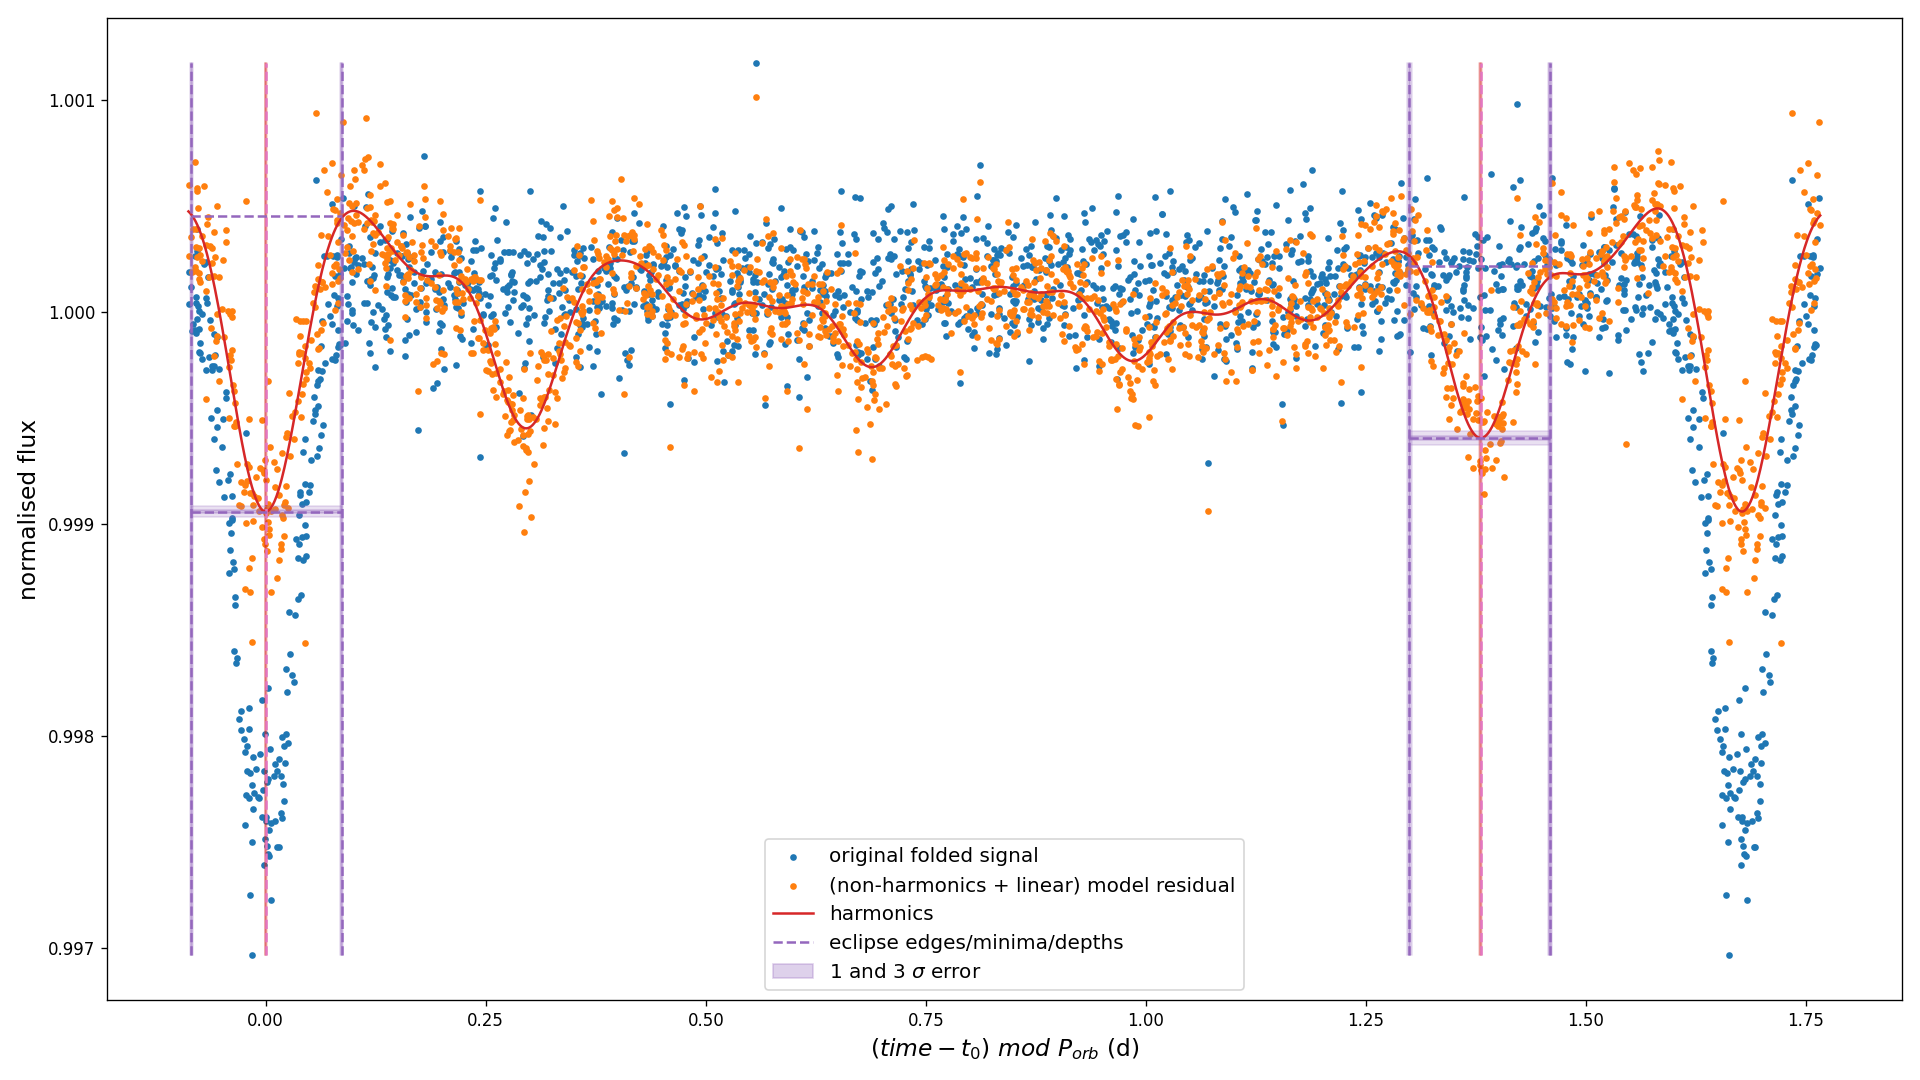 normalised flux
1.001
1.000
0.999
0.998
0.997
original folded signal
(non-harmonics + linear) model residual
harmonics
eclipse edges/minima/depths
1 and 3 σ error
0.00 0.25 0.50 0.75 1.00 1.25 1.50 1.75
(time − t₀) mod Pₒᵣb (d)